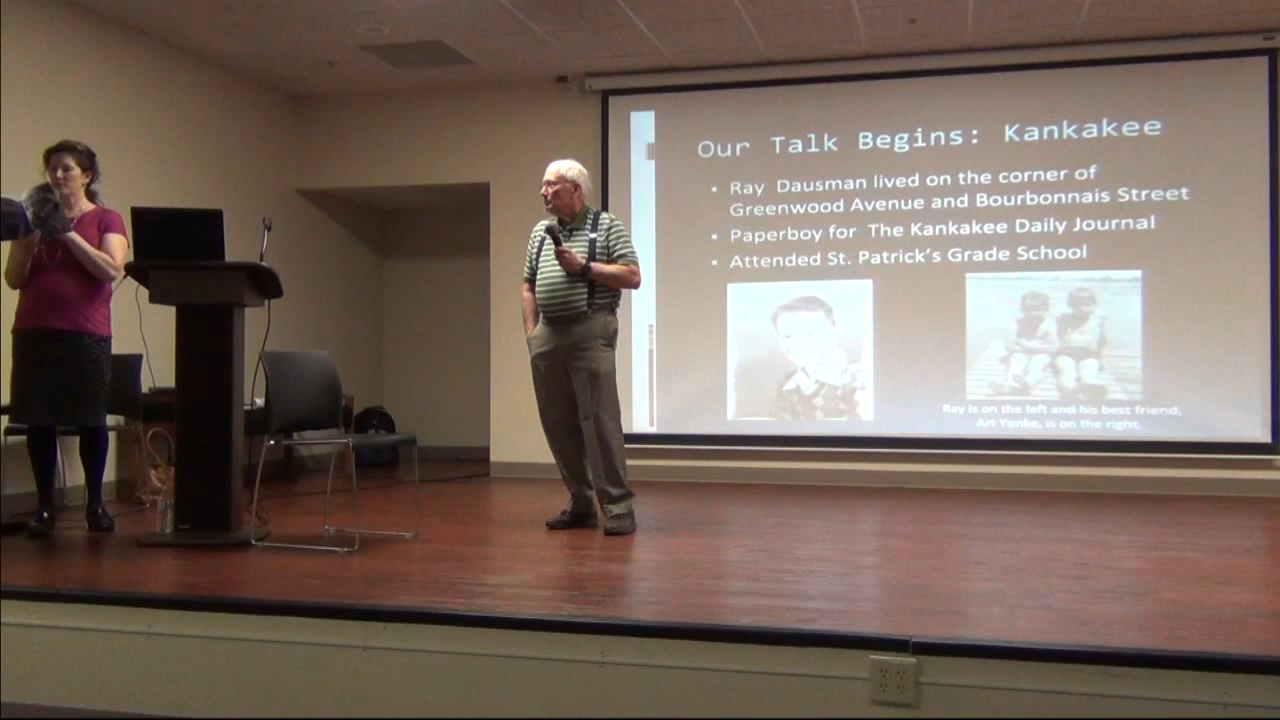 Our Talk Begins: Kankakee
▪ Ray Dausman lived on the corner of
Greenwood Avenue and Bourbonnais Street
▪ Paperboy for The Kankakee Daily Journal
▪ Attended St. Patrick's Grade School
Ray is on the left and his best friend,
Art Yonke, is on the right.